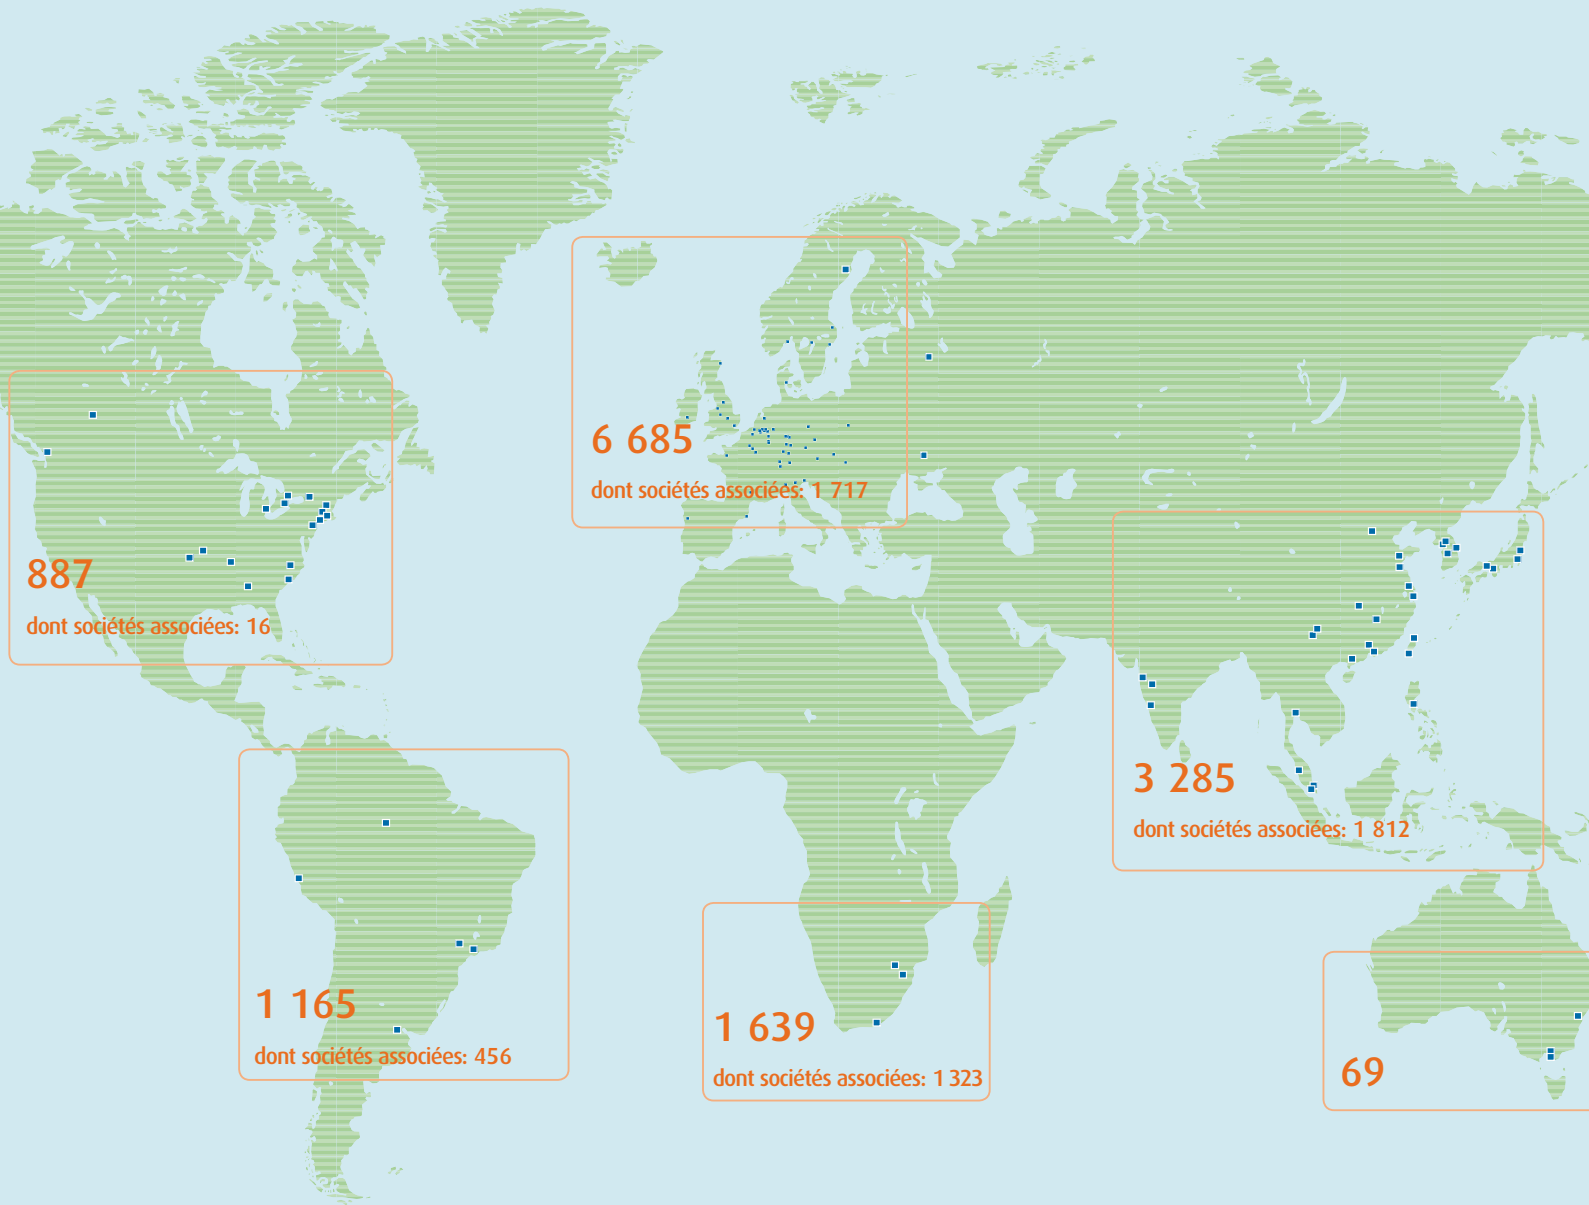 6 685
dont sociétés associées: 1 717
887
dont sociétés associées: 16
3 285
dont sociétés associées: 1 812
1 165
dont sociétés associées: 456
1 639
dont sociétés associées: 1 323
69